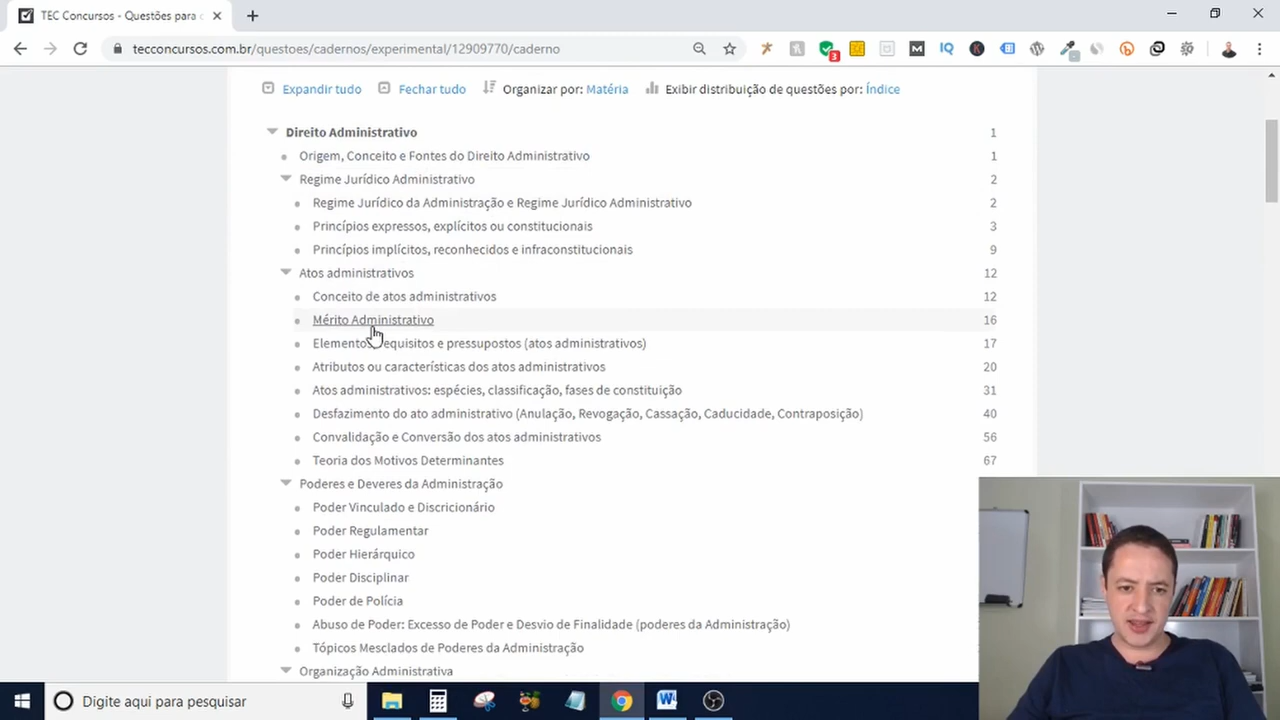 TEC Concursos - Questões para c
tecconcursos.com.br/questoes/cadernos/experimental/12909770/caderno
3
M
IQ
K
Expandir tudo Fechar tudo Organizar por: Matéria Exibir distribuição de questões por: Índice
Direito Administrativo 1
Origem, Conceito e Fontes do Direito Administrativo 1
Regime Jurídico Administrativo 2
Regime Jurídico da Administração e Regime Jurídico Administrativo 2
Princípios expressos, explícitos ou constitucionais 3
Princípios implícitos, reconhecidos e infraconstitucionais 9
Atos administrativos 12
Conceito de atos administrativos 12
Mérito Administrativo 16
Elementos, requisitos e pressupostos (atos administrativos) 17
Atributos ou características dos atos administrativos 20
Atos administrativos: espécies, classificação, fases de constituição 31
Desfazimento do ato administrativo (Anulação, Revogação, Cassação, Caducidade, Contraposição) 40
Convalidação e Conversão dos atos administrativos 56
Teoria dos Motivos Determinantes 67
Poderes e Deveres da Administração
Poder Vinculado e Discricionário
Poder Regulamentar
Poder Hierárquico
Poder Disciplinar
Poder de Polícia
Abuso de Poder: Excesso de Poder e Desvio de Finalidade (poderes da Administração)
Tópicos Mesclados de Poderes da Administração
Organização Administrativa
Digite aqui para pesquisar